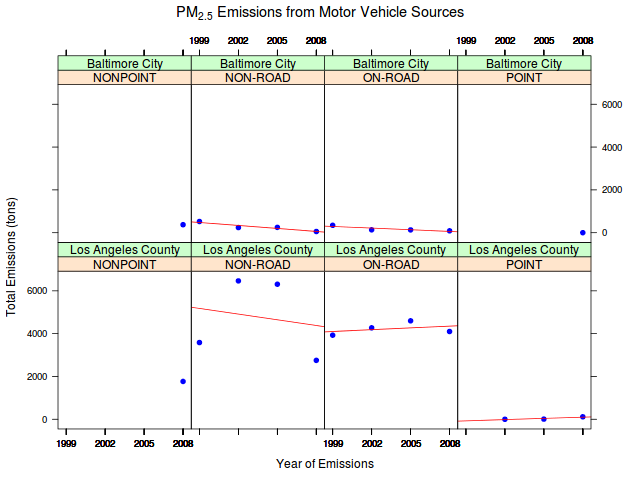 PM2.5 Emissions from Motor Vehicle Sources
1999 2002 2005 2008 1999 2002 2005 2008
Baltimore City Baltimore City Baltimore City Baltimore City
NONPOINT NON-ROAD ON-ROAD POINT
6000
4000
2000
0
Los Angeles County Los Angeles County Los Angeles County Los Angeles County
NONPOINT NON-ROAD ON-ROAD POINT
6000
4000
2000
0
1999 2002 2005 2008 1999 2002 2005 2008
Total Emissions (tons)
Year of Emissions